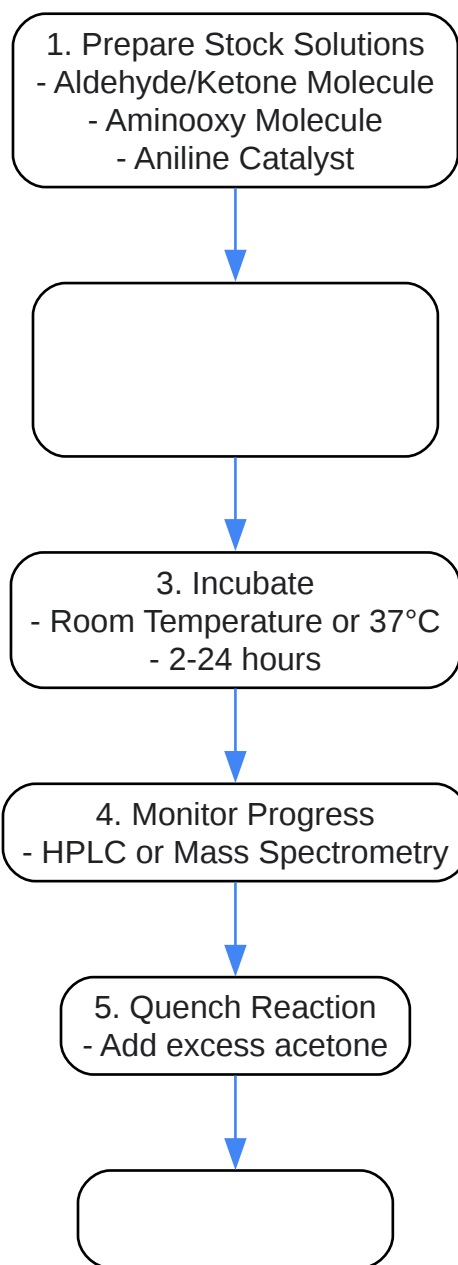 1. Prepare Stock Solutions
- Aldehyde/Ketone Molecule
- Aminooxy Molecule
- Aniline Catalyst
3. Incubate
- Room Temperature or 37°C
- 2-24 hours
4. Monitor Progress
- HPLC or Mass Spectrometry
5. Quench Reaction
- Add excess acetone